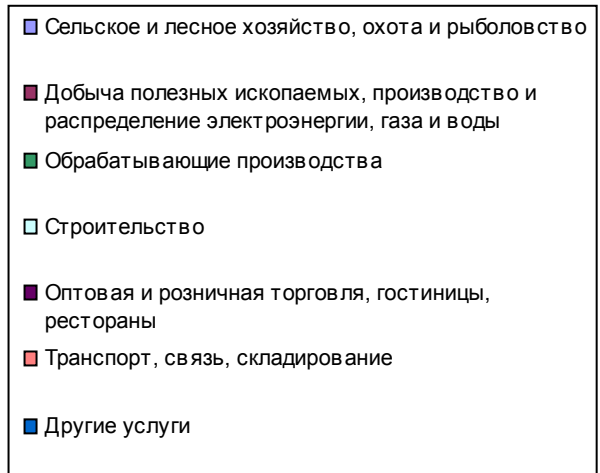 Сельское и лесное хозяйство, охота и рыболовство
Добыча полезных ископаемых, производство и
распределение электроэнергии, газа и воды
Обрабатывающие производства
Строительство
Оптовая и розничная торговля, гостиницы,
рестораны
Транспорт, связь, складирование
Другие услуги